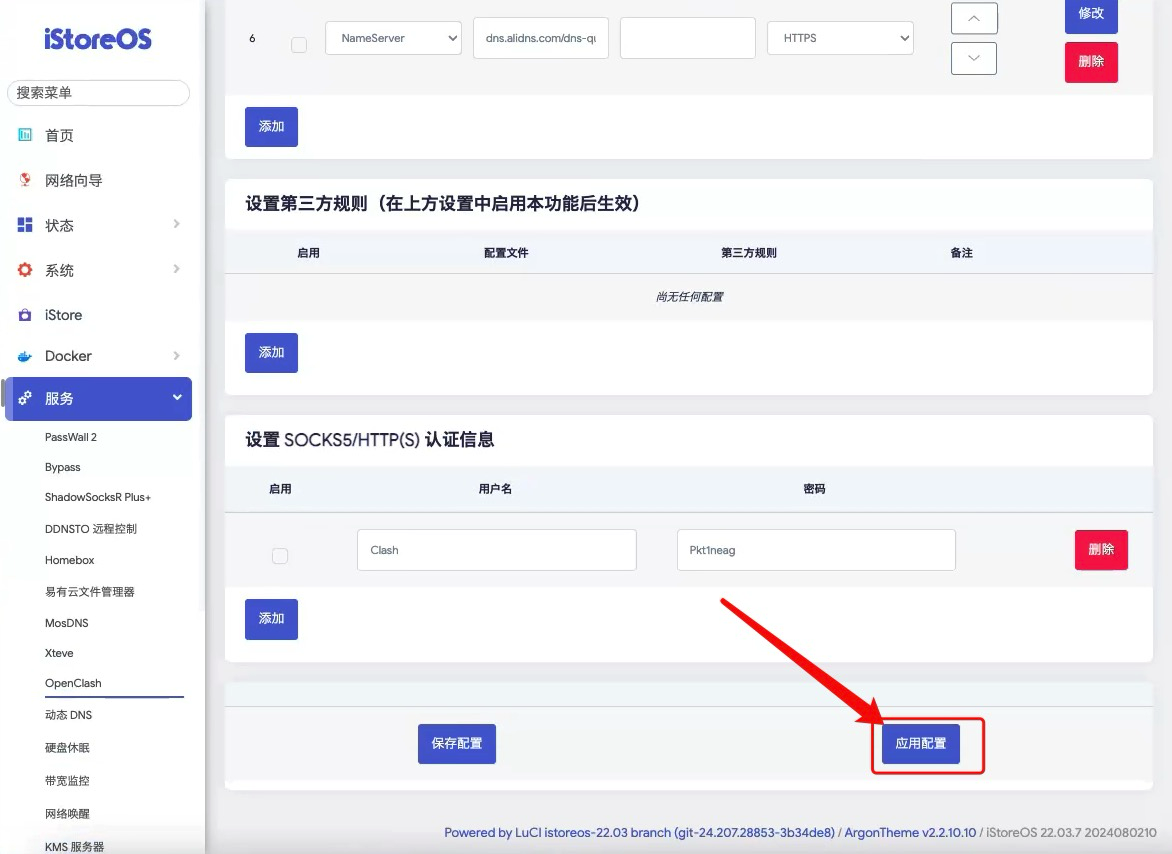 iStoreOS
搜索菜单
首页
网络向导
状态
系统
iStore
Docker
服务
PassWall 2
Bypass
ShadowSocksR Plus+
DDNSTO 远程控制
Homebox
易有云文件管理器
MosDNS
Xteve
OpenClash
动态 DNS
硬盘休眠
带宽监控
网络唤醒
KMS 服务器
6 NameServer dns.alidns.com/dns-qu HTTPS 修改
删除
添加
设置第三方规则（在上方设置中启用本功能后生效）
启用 配置文件 第三方规则 备注
尚无任何配置
添加
设置 SOCKS5/HTTP(S) 认证信息
启用 用户名 密码
Clash Pkt1neag 删除
添加
保存配置 应用配置
Powered by LuCI istoreos-22.03 branch (git-24.207.28853-3b34de8) / ArgonTheme v2.2.10.10 / iStoreOS 22.03.7 2024080210